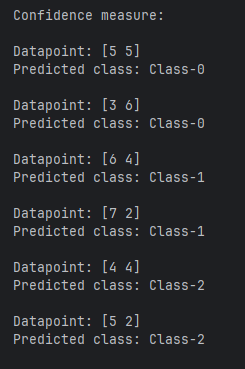 Confidence measure:
Datapoint: [5 5]
Predicted class: Class-0
Datapoint: [3 6]
Predicted class: Class-0
Datapoint: [6 4]
Predicted class: Class-1
Datapoint: [7 2]
Predicted class: Class-1
Datapoint: [4 4]
Predicted class: Class-2
Datapoint: [5 2]
Predicted class: Class-2